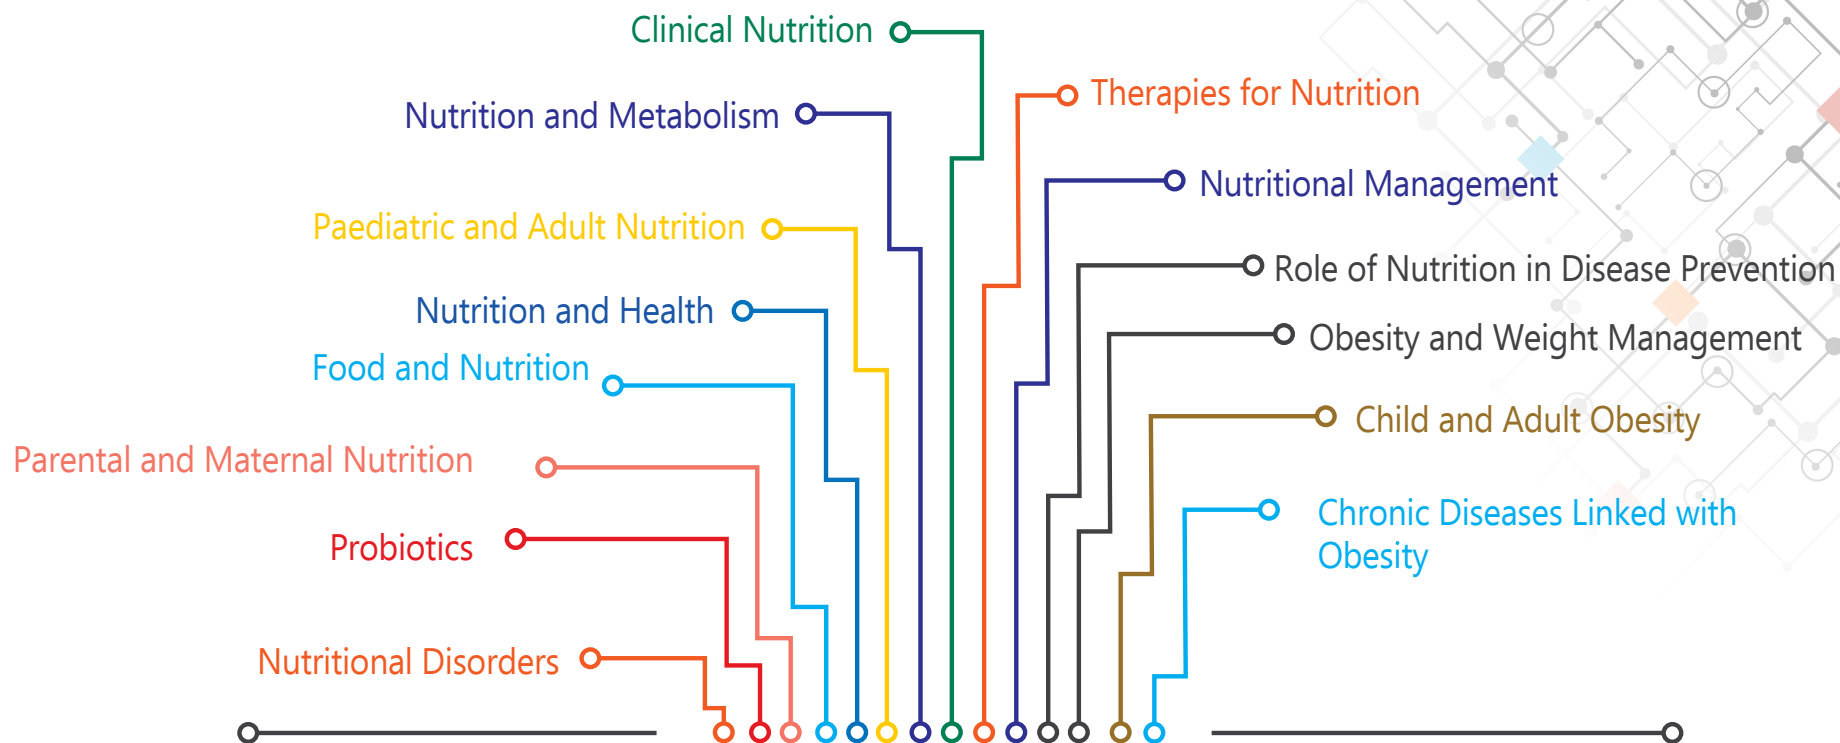 Clinical Nutrition
Therapies for Nutrition
Nutrition and Metabolism
Nutritional Management
Paediatric and Adult Nutrition
Role of Nutrition in Disease Prevention
Nutrition and Health
Obesity and Weight Management
Food and Nutrition
Child and Adult Obesity
Parental and Maternal Nutrition
Chronic Diseases Linked with
Obesity
Probiotics
Nutritional Disorders